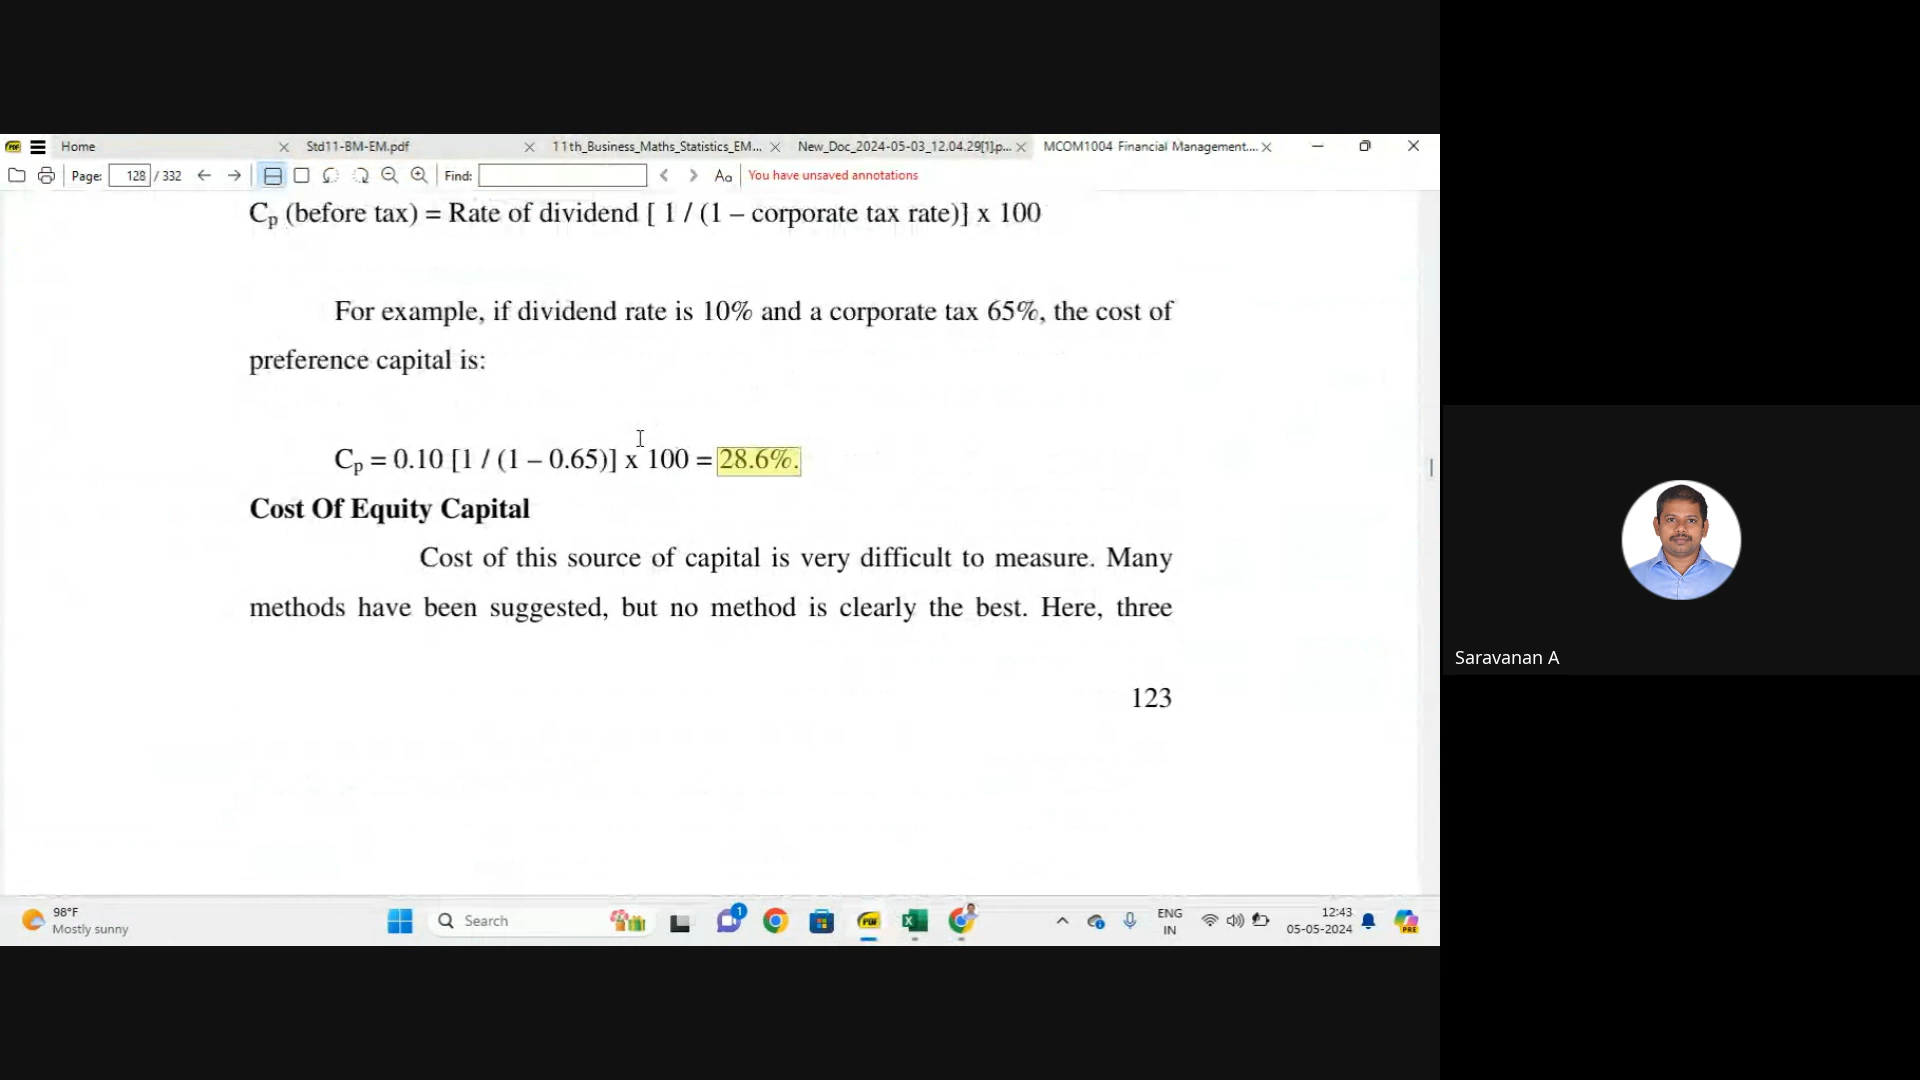 Home
Std11-BM-EM.pdf
11th_Business_Maths_Statistics_EM...
New_Doc_2024-05-03_12.04.29[1].p...
MCOM1004 Financial Management....
Page: 128 / 332
Find:
You have unsaved annotations
Cp (before tax) = Rate of dividend [ 1 / (1 – corporate tax rate)] x 100
For example, if dividend rate is 10% and a corporate tax 65%, the cost of
preference capital is:
Cp = 0.10 [1 / (1 – 0.65)] x 100 = 28.6%.
Cost Of Equity Capital
Cost of this source of capital is very difficult to measure. Many
methods have been suggested, but no method is clearly the best. Here, three
123
Saravanan A
98°F
Mostly sunny
Search
1
PDF
PDF
ENG
IN
12:43
05-05-2024
PRE